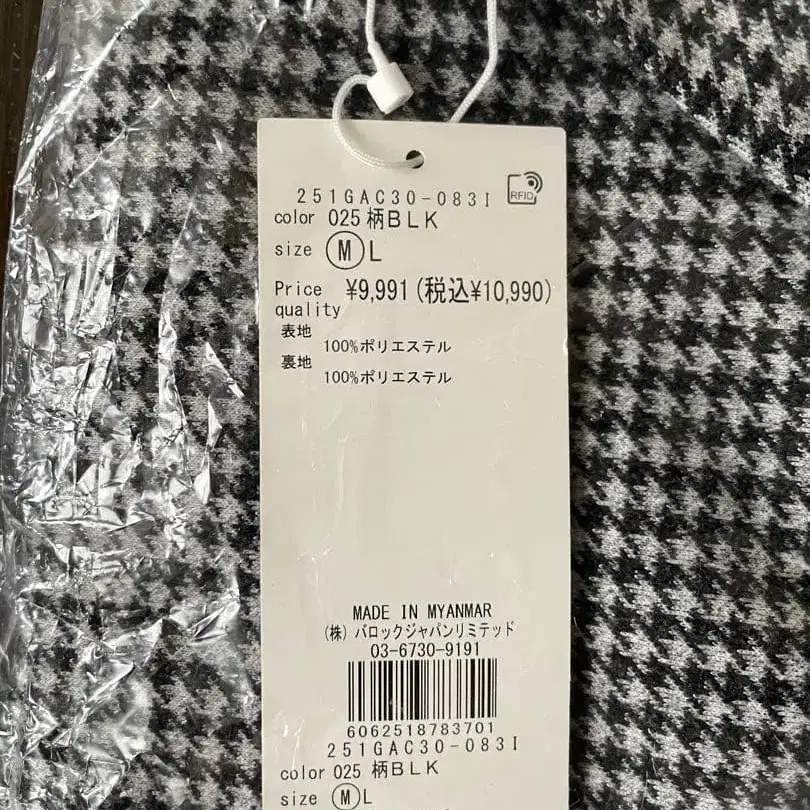 251GAC30-083I
RFID
color 025 柄BLK
size M L
Price ¥9,991 (税込¥10,990)
quality
表地
100%ポリエステル
裏地
100%ポリエステル
MADE IN MYANMAR
(株) バロックジャパンリミテッド
03-6730-9191
6062518783701
251GAC30-083I
color 025 柄BLK
size M L